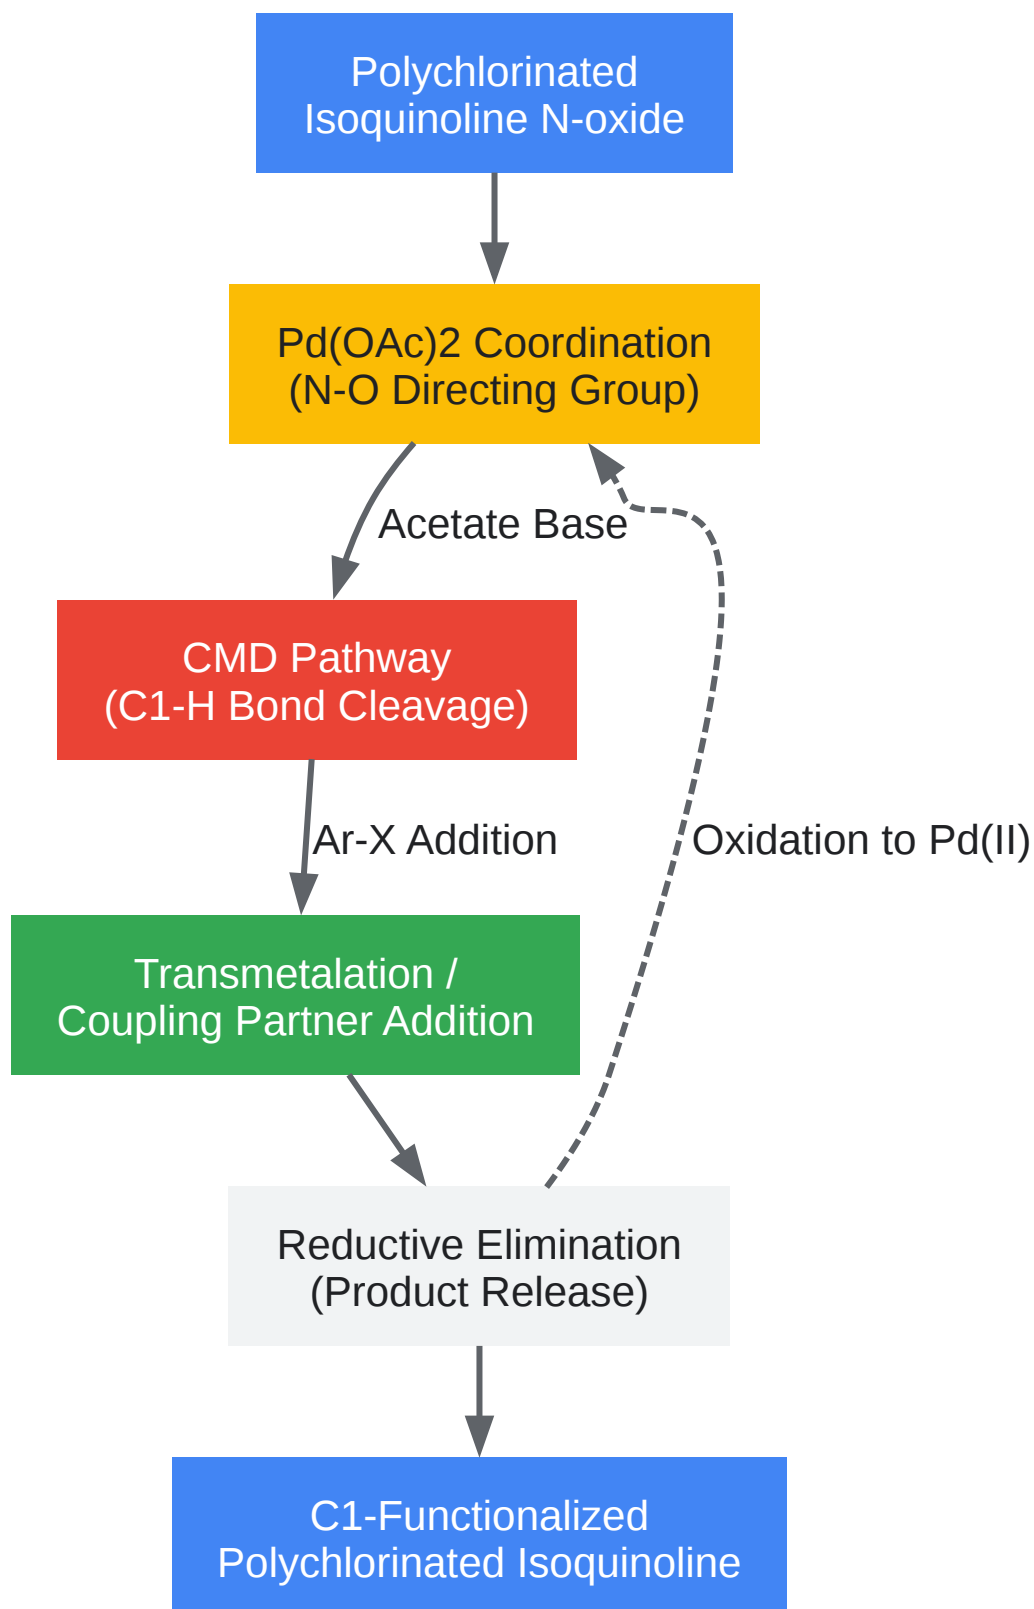 Polychlorinated
Isoquinoline N-oxide
Pd(OAc)2 Coordination
(N-O Directing Group)
Acetate Base
CMD Pathway
(C1-H Bond Cleavage)
Ar-X Addition
Oxidation to Pd(II)
Transmetalation /
Coupling Partner Addition
Reductive Elimination
(Product Release)
C1-Functionalized
Polychlorinated Isoquinoline